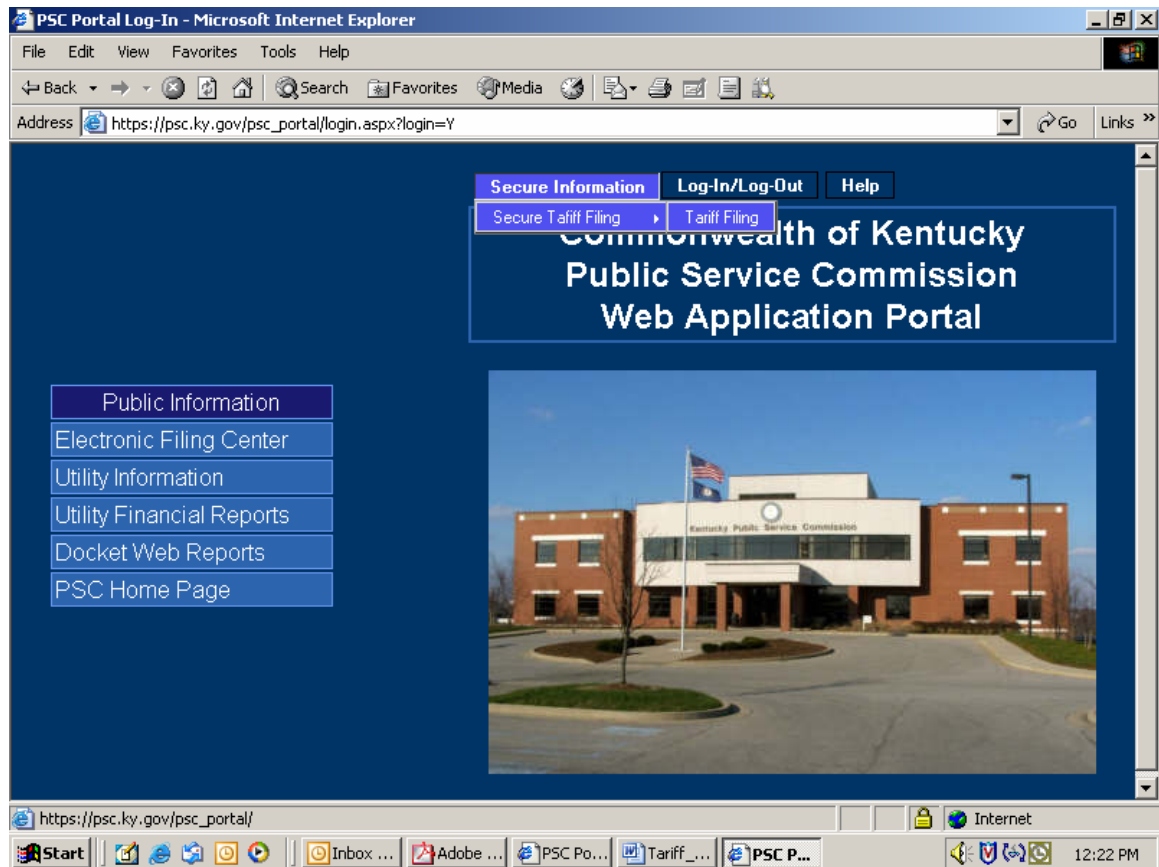 PSC Portal Log-In - Microsoft Internet Explorer
File Edit View Favorites Tools Help
Back Search Favorites Media
Address https://psc.ky.gov/psc_portal/login.aspx?login=Y Go Links »
Secure Information Log-In/Log-Out Help
Secure Tafiff Filing Tariff Filing
Commonwealth of Kentucky
Public Service Commission
Web Application Portal
Public Information
Electronic Filing Center
Utility Information
Utility Financial Reports
Docket Web Reports
PSC Home Page
Kentucky Public Service Commission
https://psc.ky.gov/psc_portal/ Internet
Start Inbox ... Adobe ... PSC Po... Tariff_... PSC P... 12:22 PM